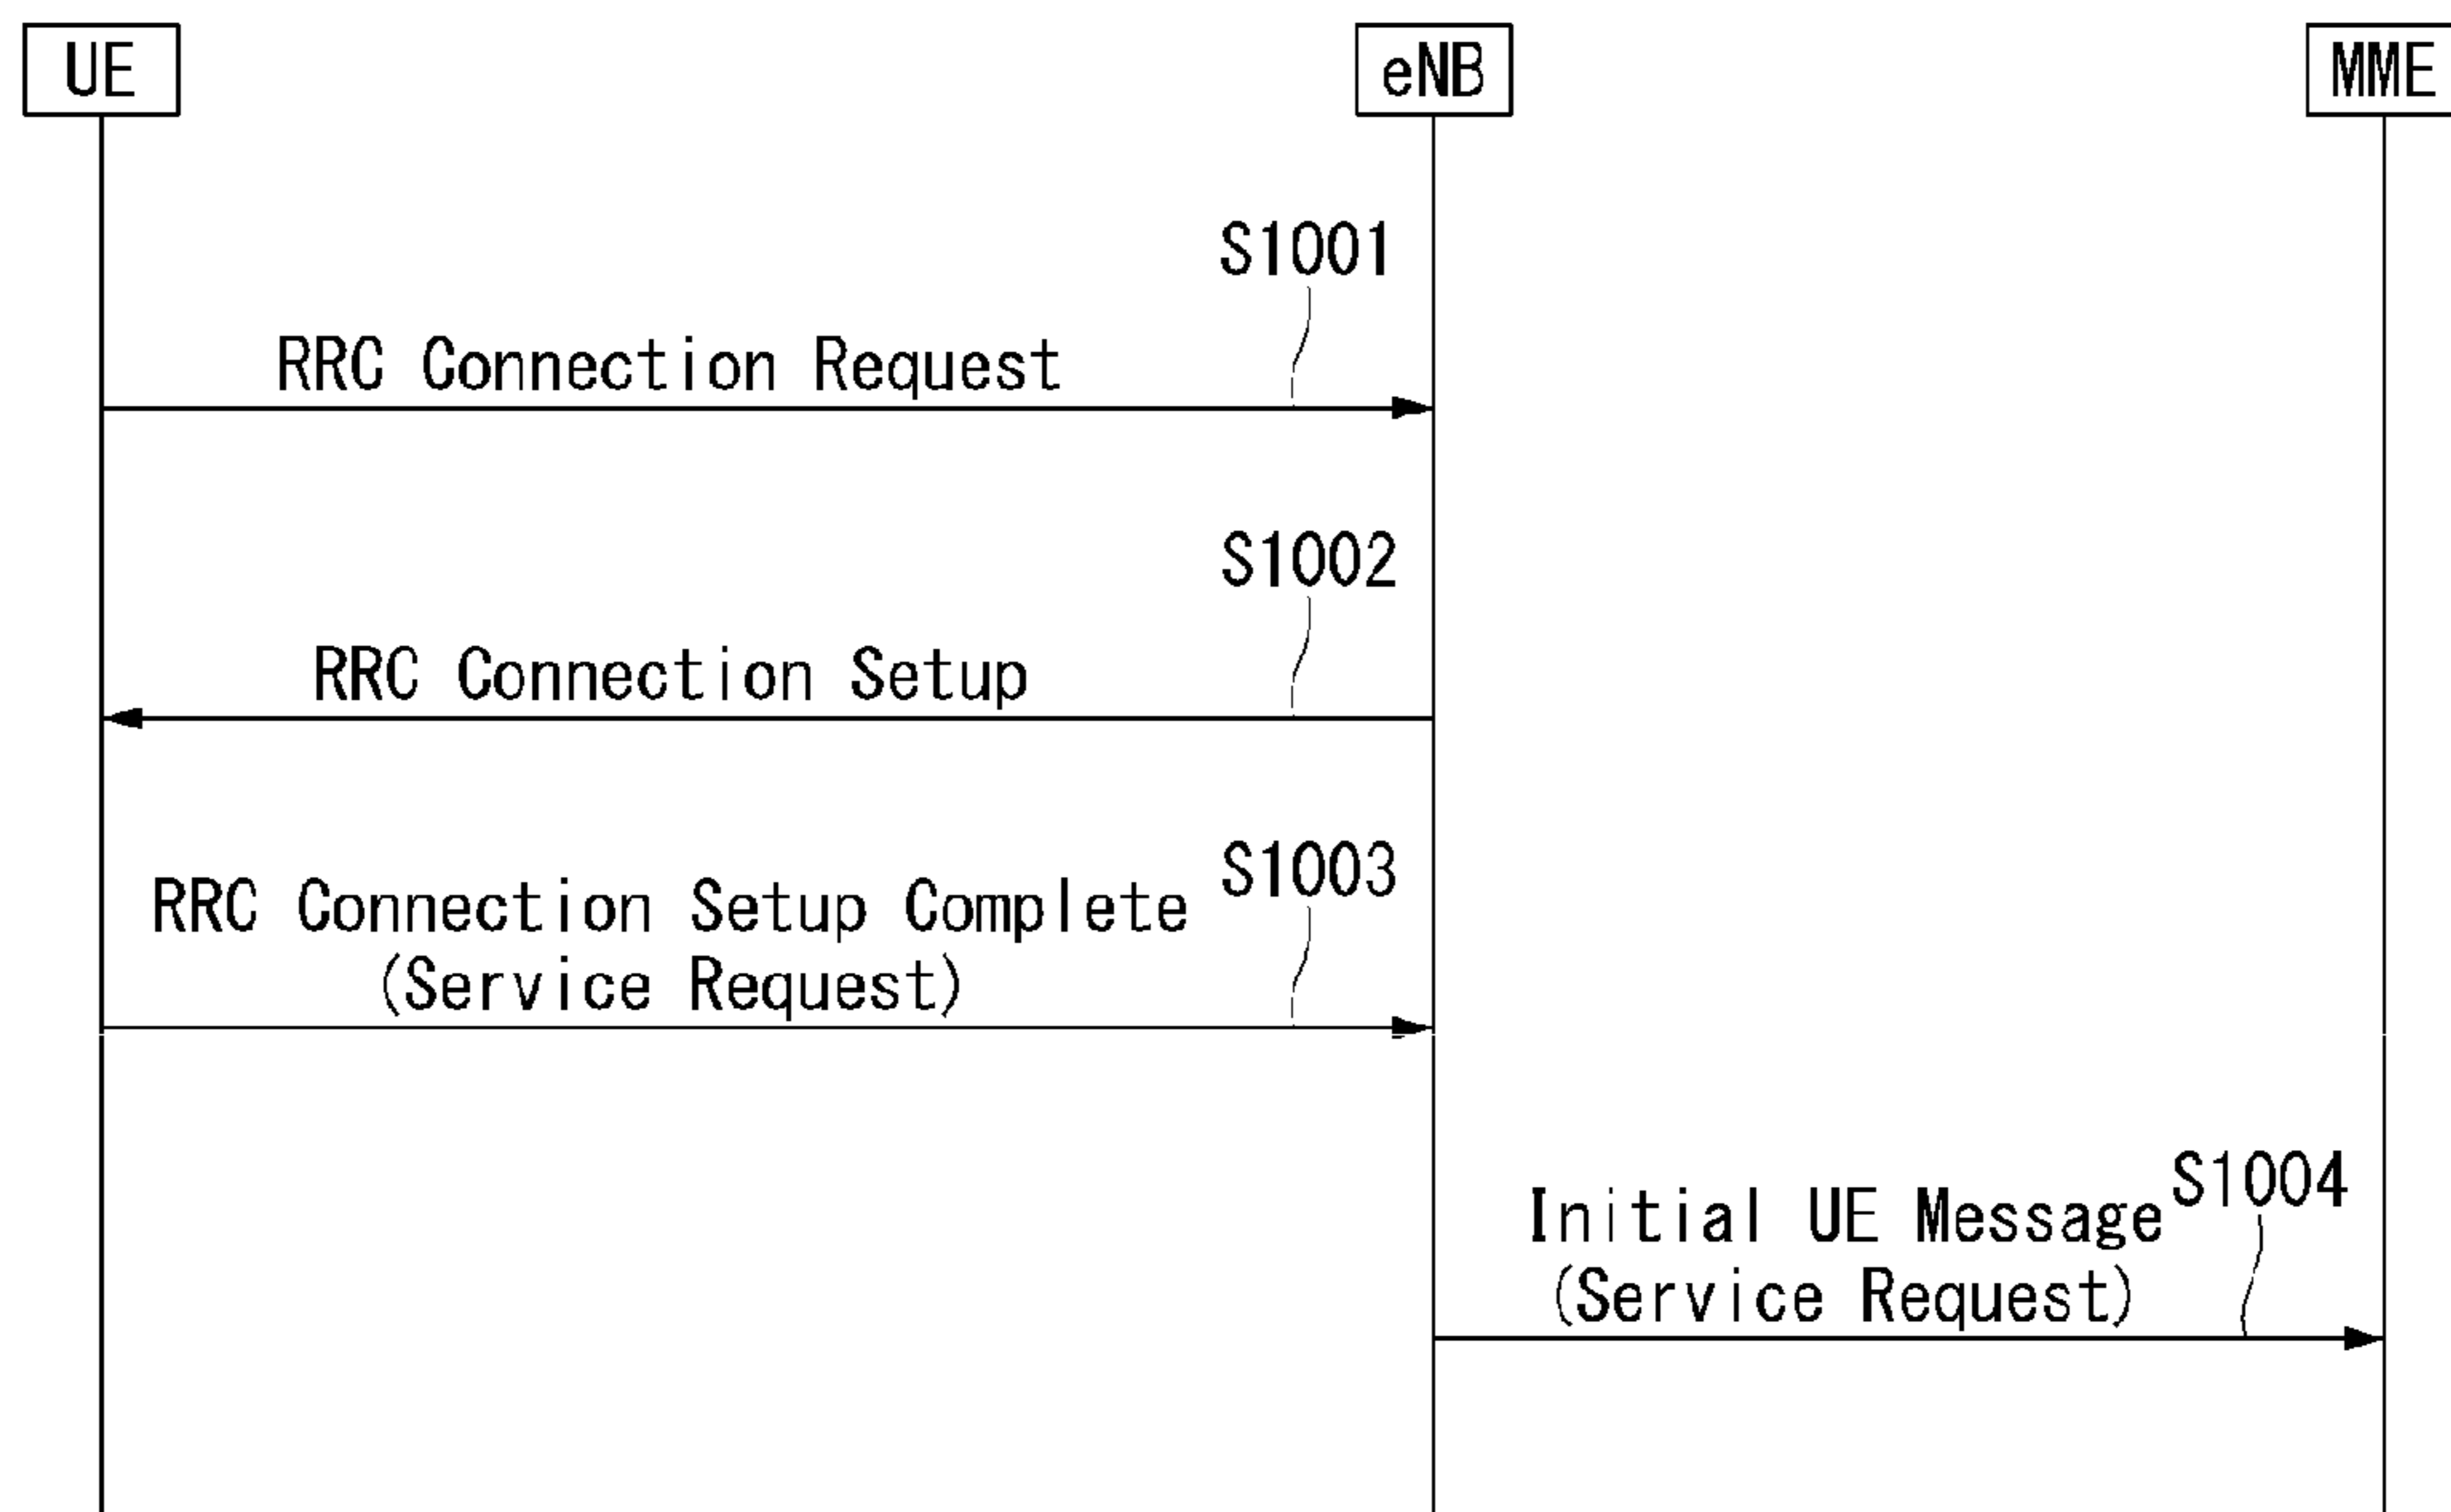 UE
eNB
MME
S1001
RRC Connection Request
S1002
RRC Connection Setup
S1003
RRC Connection Setup Complete
(Service Request)
S1004
Initial UE Message
(Service Request)